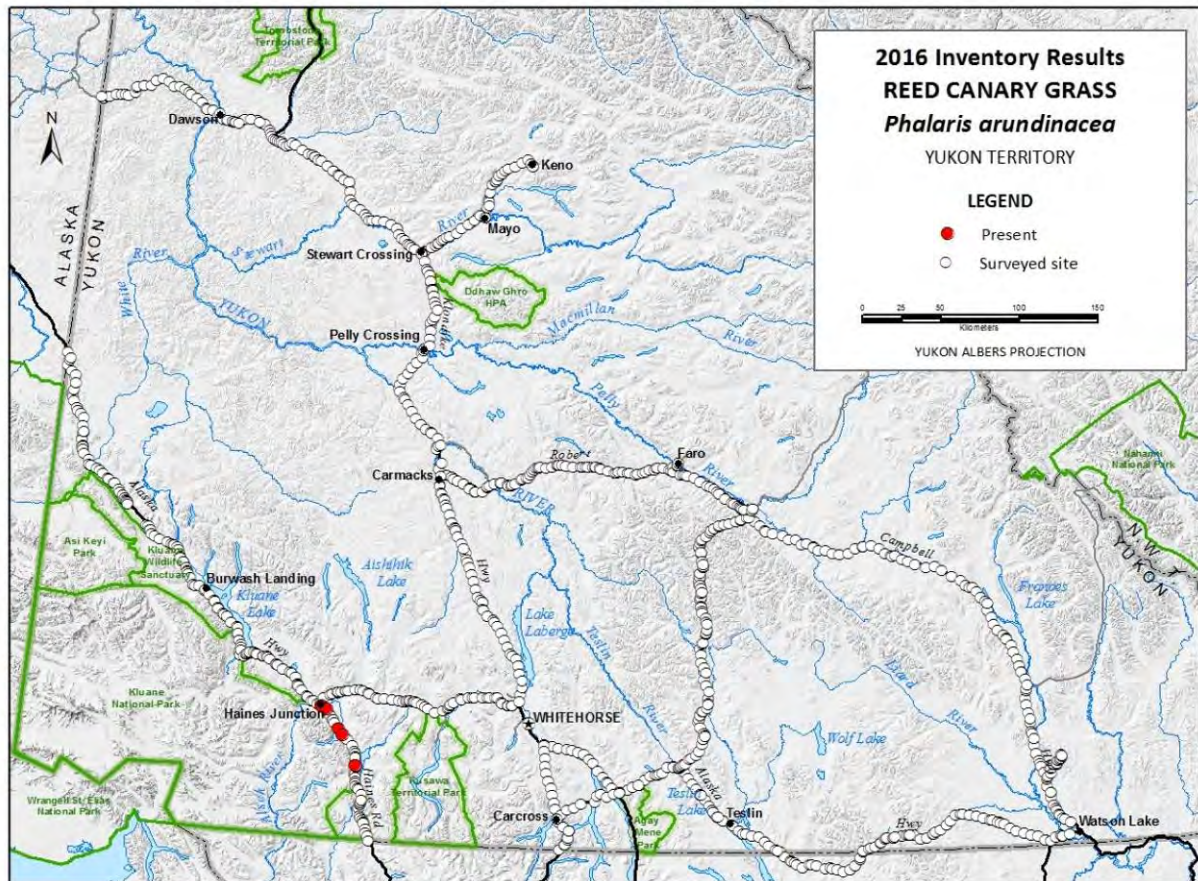 2016 Inventory Results
REED CANARY GRASS
Phalaris arundinacea
YUKON TERRITORY
LEGEND
Present
Surveyed site
0 25 50 100 150
Kilometers
YUKON ALBERS PROJECTION
Tombstone
Territorial Park
N
Dawson
Keno
Mayo
River
Stewart Crossing
Stewart
River
White
ALASKA
YUKON
Ddhaw Ghro
HPA
Klondike
YUKON
Macmillan
River
Pelly Crossing
Pelly
River
Faro
Robert
Carmacks
RIVER
Campbell
Nahanni
National Park
YUKON
Alaska
Asi Keyi
Park
Kluane
Wildlife
Sanctuary
Burwash Landing
Kluane
Lake
Aishihik
Lake
Hwy
Lake
Laberge
Teslin
River
Frances
Lake
Liard
River
Hwy
Kluane
National Park
Haines Junction
WHITEHORSE
Wolf Lake
River
Haines Rd
Kusawa
Territorial Park
Wrangell St. Elias
National Park
Carcross
Agay
Mene
Park
Teslin
Lake
Alaska
Teslin
Hwy
Watson Lake